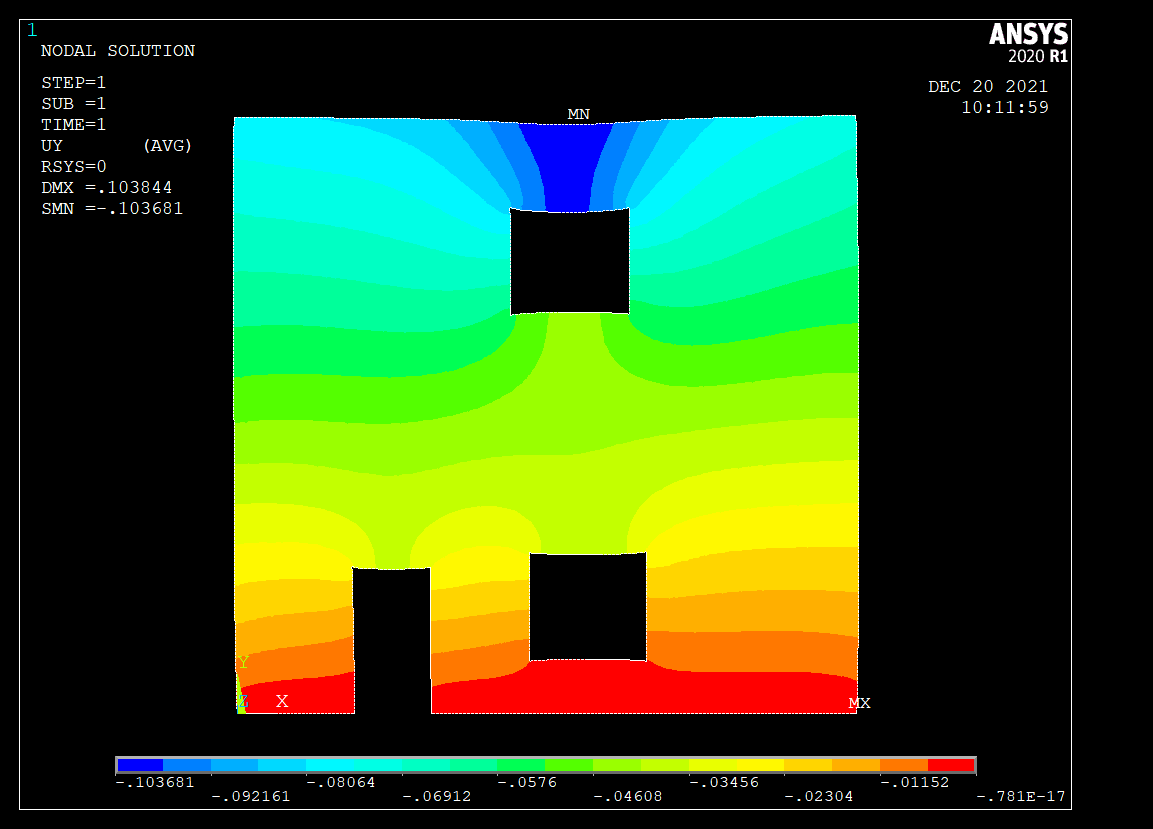 1
NODAL SOLUTION
STEP=1
SUB =1
TIME=1
UY (AVG)
RSYS=0
DMX =.103844
SMN =-.103681
ANSYS
2020 R1
DEC 20 2021
10:11:59
MN
Y
Z X
MX
-.103681 -.08064 -.0576 -.03456 -.01152
-.092161 -.06912 -.04608 -.02304 -.781E-17